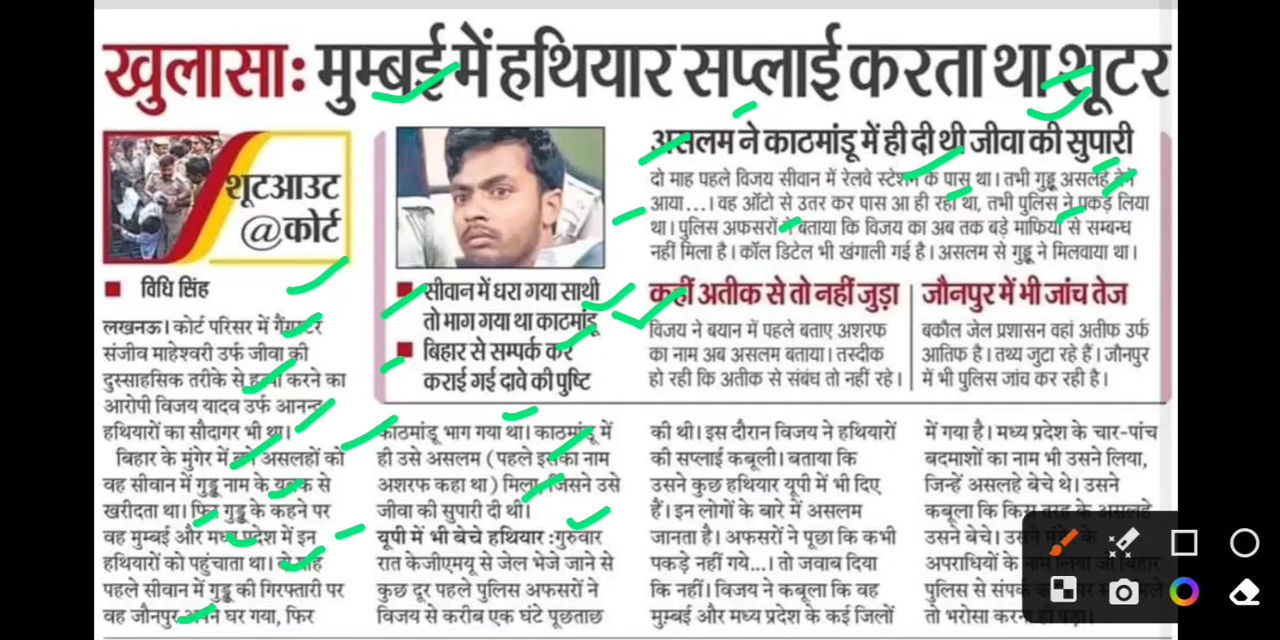 खुलासा: मुम्बई में हथियार सप्लाई करता था शूटर
शूटआउट
@कोर्ट
विधि सिंह
लखनऊ। कोर्ट परिसर में गैंगस्टर
संजीव माहेश्वरी उर्फ जीवा की
दुस्साहसिक तरीके से हत्या करने का
आरोपी विजय यादव उर्फ आनन्द
हथियारों का सौदागर भी था।
बिहार के मुंगेर में बने असलहों को
वह सीवान में गुड्डू नाम के युवक से
खरीदता था। फिर गुड्डू के कहने पर
वह मुम्बई और मध्य प्रदेश में इन
हथियारों को पहुंचाता था। दो माह
पहले सीवान में गुड्डू की गिरफ्तारी पर
वह जौनपुर अपने घर गया, फिर
सीवान में धरा गया साथी
तो भाग गया था काठमांडू
बिहार से सम्पर्क कर
कराई गई दावे की पुष्टि
असलम ने काठमांडू में ही दी थी जीवा की सुपारी
दो माह पहले विजय सीवान में रेलवे स्टेशन के पास था। तभी गुड्डू असलहे देने
आया...। वह ऑटो से उतर कर पास आ ही रहा था, तभी पुलिस ने पकड़ लिया
था। पुलिस अफसरों ने बताया कि विजय का अब तक बड़े माफिया से सम्बन्ध
नहीं मिला है। कॉल डिटेल भी खंगाली गई है। असलम से गुड्डू ने मिलवाया था।
कहीं अतीक से तो नहीं जुड़ा
विजय ने बयान में पहले बताए अशरफ
का नाम अब असलम बताया। तस्दीक
हो रही कि अतीक से संबंध तो नहीं रहे।
जौनपुर में भी जांच तेज
बकौल जेल प्रशासन वहां अतीफ उर्फ
आतिफ है। तथ्य जुटा रहे हैं। जौनपुर
में भी पुलिस जांच कर रही है।
काठमांडू भाग गया था। काठमांडू में
ही उसे असलम (पहले इसका नाम
अशरफ कहा था) मिला, जिसने उसे
जीवा की सुपारी दी थी।
यूपी में भी बेचे हथियार : गुरुवार
रात केजीएमयू से जेल भेजे जाने से
कुछ दूर पहले पुलिस अफसरों ने
विजय से करीब एक घंटे पूछताछ
की थी। इस दौरान विजय ने हथियारों
की सप्लाई कबूली। बताया कि
उसने कुछ हथियार यूपी में भी दिए
हैं। इन लोगों के बारे में असलम
जानता है। अफसरों ने पूछा कि कभी
पकड़े नहीं गये...। तो जवाब दिया
कि नहीं। विजय ने कबूला कि वह
मुम्बई और मध्य प्रदेश के कई जिलों
में गया है। मध्य प्रदेश के चार-पांच
बदमाशों का नाम भी उसने लिया,
जिन्हें असलहे बेचे थे। उसने
कबूला कि किस तरह के असलहे
उसने बेचे। उसने मुंगेर के
अपराधियों के नाम लिया जो बिहार
पुलिस से संपर्क
तो भरोसा करना ही पड़ा।